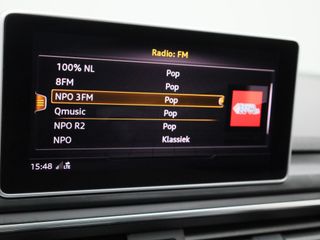 Radio: FM
100% NL Pop
8FM Pop
NPO 3FM Pop
Qmusic Pop
NPO R2 Pop
NPO Klassiek
15:48 LTE